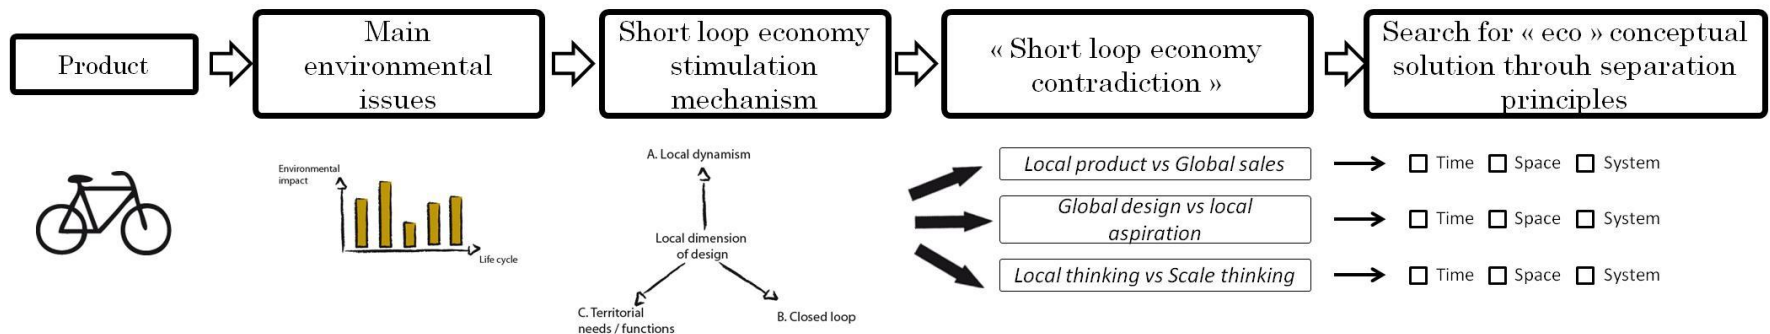 Product
Main
environmental
issues
Short loop economy
stimulation
mechanism
« Short loop economy
contradiction »
Search for « eco » conceptual
solution throuh separation
principles
Environmental
impact
Life cycle
A. Local dynamism
Local dimension
of design
C. Territorial
needs / functions
B. Closed loop
Local product vs Global sales
Time Space System
Global design vs local
aspiration
Time Space System
Local thinking vs Scale thinking
Time Space System